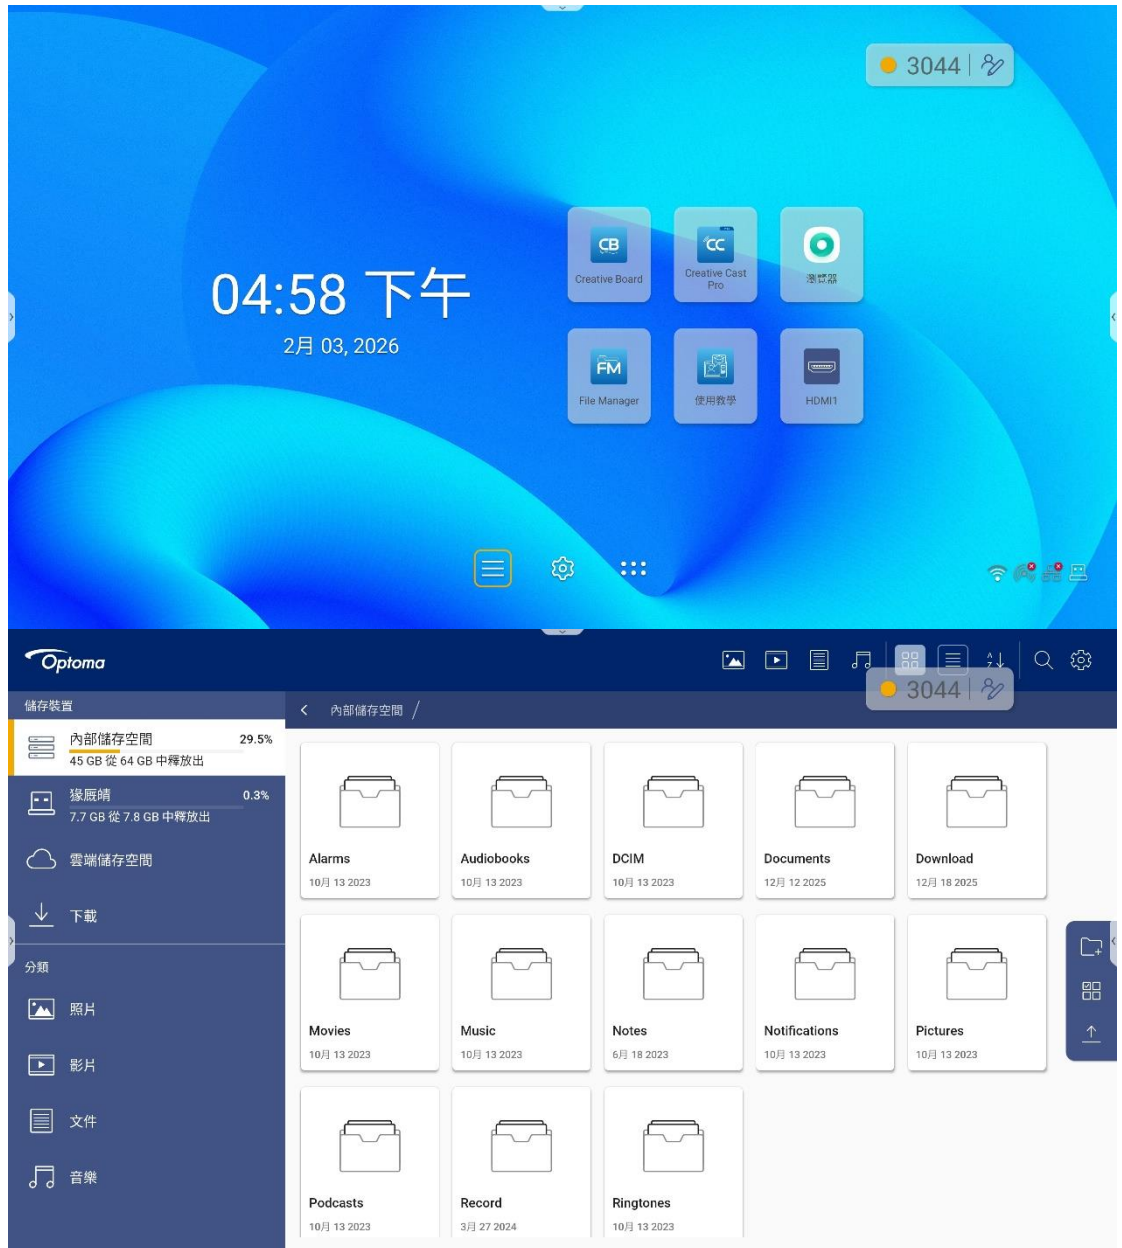 3044
04:58 下午
2月 03, 2026
Creative Board
Creative Cast
Pro
瀏覽器
File Manager
使用教學
HDMI1
Optoma
3044
儲存裝置
內部儲存空間 29.5%
45 GB 從 64 GB 中釋放出
0.3%
7.7 GB 從 7.8 GB 中釋放出
雲端儲存空間
下載
分類
照片
影片
文件
音樂
內部儲存空間 /
Alarms
10月 13 2023
Audiobooks
10月 13 2023
DCIM
10月 13 2023
Documents
12月 12 2025
Download
12月 18 2025
Movies
10月 13 2023
Music
10月 13 2023
Notes
6月 18 2023
Notifications
10月 13 2023
Pictures
10月 13 2023
Podcasts
10月 13 2023
Record
3月 27 2024
Ringtones
10月 13 2023